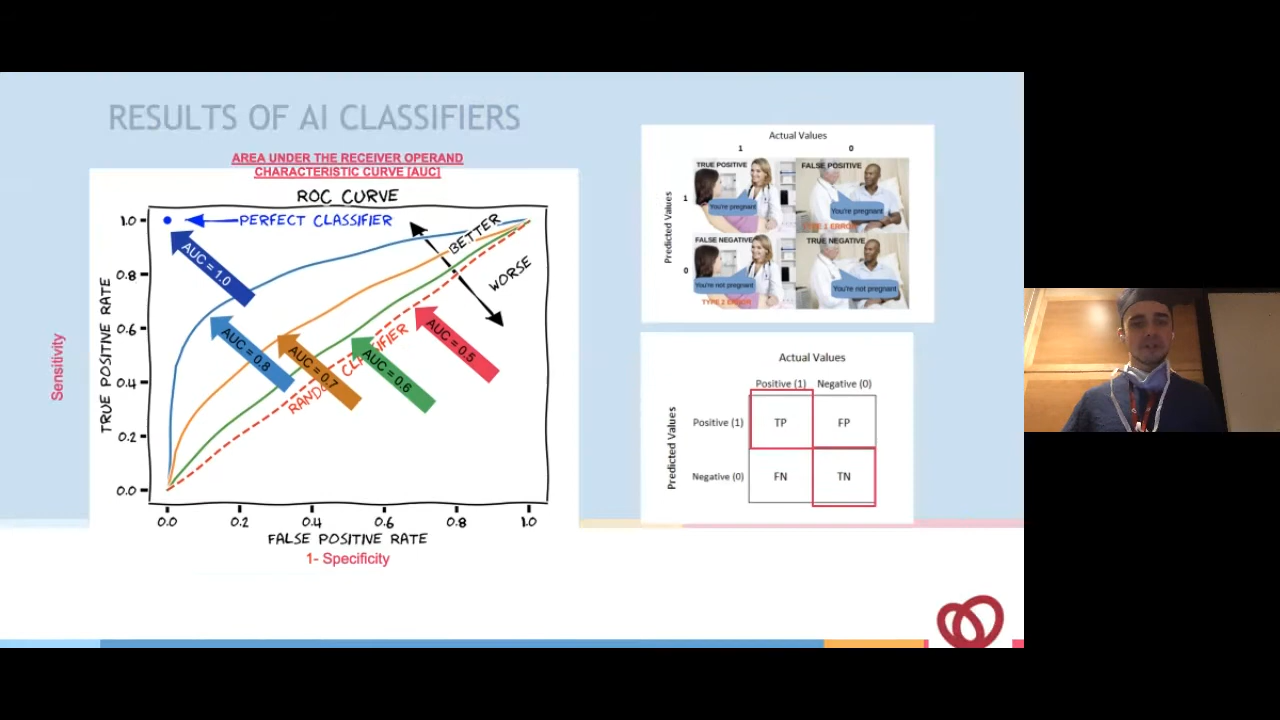 RESULTS OF AI CLASSIFIERS
AREA UNDER THE RECEIVER OPERAND
CHARACTERISTIC CURVE [AUC]
ROC CURVE
PERFECT CLASSIFIER
BETTER
WORSE
AUC = 1.0
AUC = 0.8
AUC = 0.7
AUC = 0.6
AUC = 0.5
RANDOM CLASSIFIER
Sensitivity
TRUE POSITIVE RATE
1.0
0.8
0.6
0.4
0.2
0.0
0.0 0.2 0.4 0.6 0.8 1.0
FALSE POSITIVE RATE
1- Specificity
Actual Values
1 0
Predicted Values
1
0
TRUE POSITIVE
You're pregnant
FALSE POSITIVE
You're pregnant
TYPE 1 ERROR
FALSE NEGATIVE
You're not pregnant
TYPE 2 ERROR
TRUE NEGATIVE
You're not pregnant
Actual Values
Positive (1) Negative (0)
Predicted Values
Positive (1) TP FP
Negative (0) FN TN